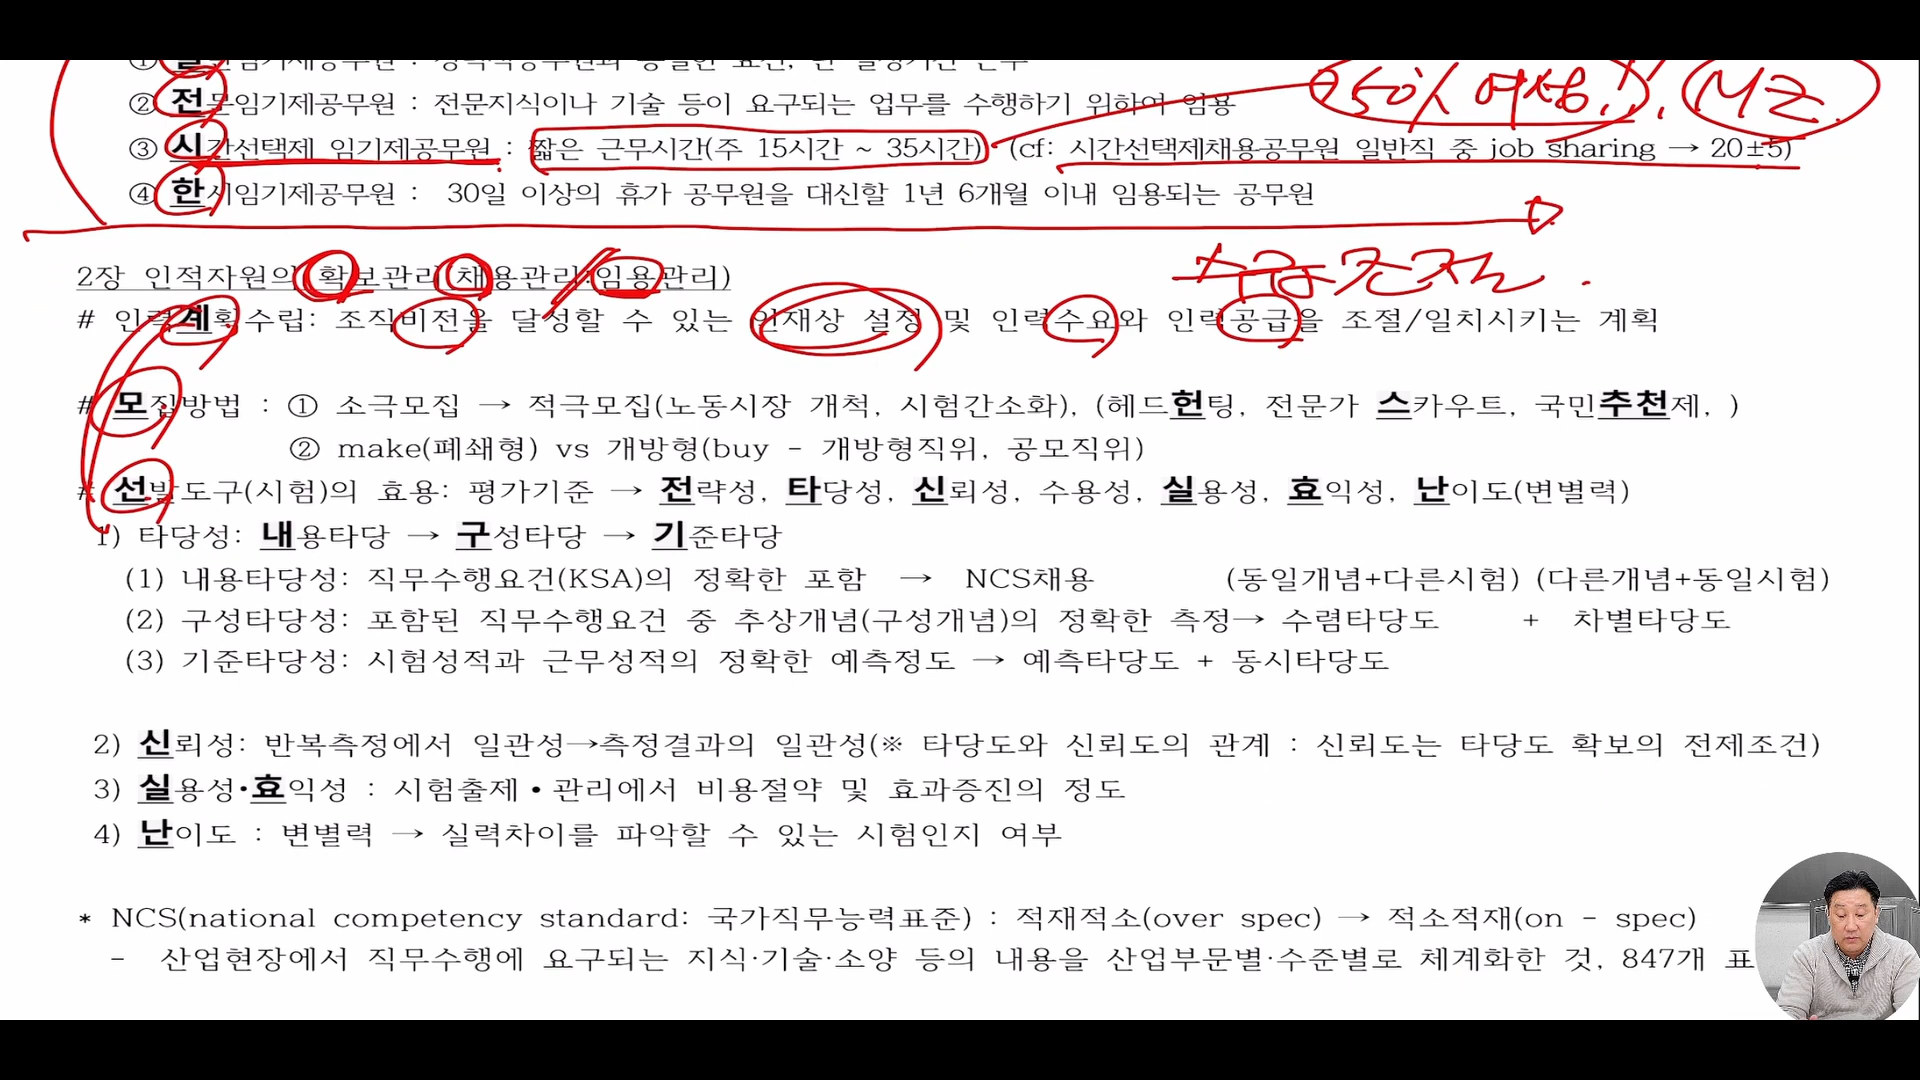 ② 전문임기제공무원 : 전문지식이나 기술 등이 요구되는 업무를 수행하기 위하여 임용
50% 여성!! MZ
③ 시간선택제 임기제공무원 : 짧은 근무시간(주 15시간 ~ 35시간) (cf: 시간선택제채용공무원 일반직 중 job sharing → 20±5)
④ 한시임기제공무원 : 30일 이상의 휴가 공무원을 대신할 1년 6개월 이내 임용되는 공무원
2장 인적자원의 확보관리(채용관리:임용관리)
수급조절.
# 인력계획수립: 조직비전을 달성할 수 있는 인재상 설정 및 인력수요와 인력공급을 조절/일치시키는 계획
# 모집방법 : ① 소극모집 → 적극모집(노동시장 개척, 시험간소화), (헤드헌팅, 전문가 스카우트, 국민추천제, )
② make(폐쇄형) vs 개방형(buy - 개방형직위, 공모직위)
# 선발도구(시험)의 효용: 평가기준 → 전략성, 타당성, 신뢰성, 수용성, 실용성, 효익성, 난이도(변별력)
1) 타당성: 내용타당 → 구성타당 → 기준타당
(1) 내용타당성: 직무수행요건(KSA)의 정확한 포함 → NCS채용 (동일개념+다른시험) (다른개념+동일시험)
(2) 구성타당성: 포함된 직무수행요건 중 추상개념(구성개념)의 정확한 측정→ 수렴타당도 + 차별타당도
(3) 기준타당성: 시험성적과 근무성적의 정확한 예측정도 → 예측타당도 + 동시타당도
2) 신뢰성: 반복측정에서 일관성→측정결과의 일관성(※ 타당도와 신뢰도의 관계 : 신뢰도는 타당도 확보의 전제조건)
3) 실용성·효익성 : 시험출제•관리에서 비용절약 및 효과증진의 정도
4) 난이도 : 변별력 → 실력차이를 파악할 수 있는 시험인지 여부
* NCS(national competency standard: 국가직무능력표준) : 적재적소(over spec) → 적소적재(on - spec)
- 산업현장에서 직무수행에 요구되는 지식·기술·소양 등의 내용을 산업부문별·수준별로 체계화한 것, 847개 표